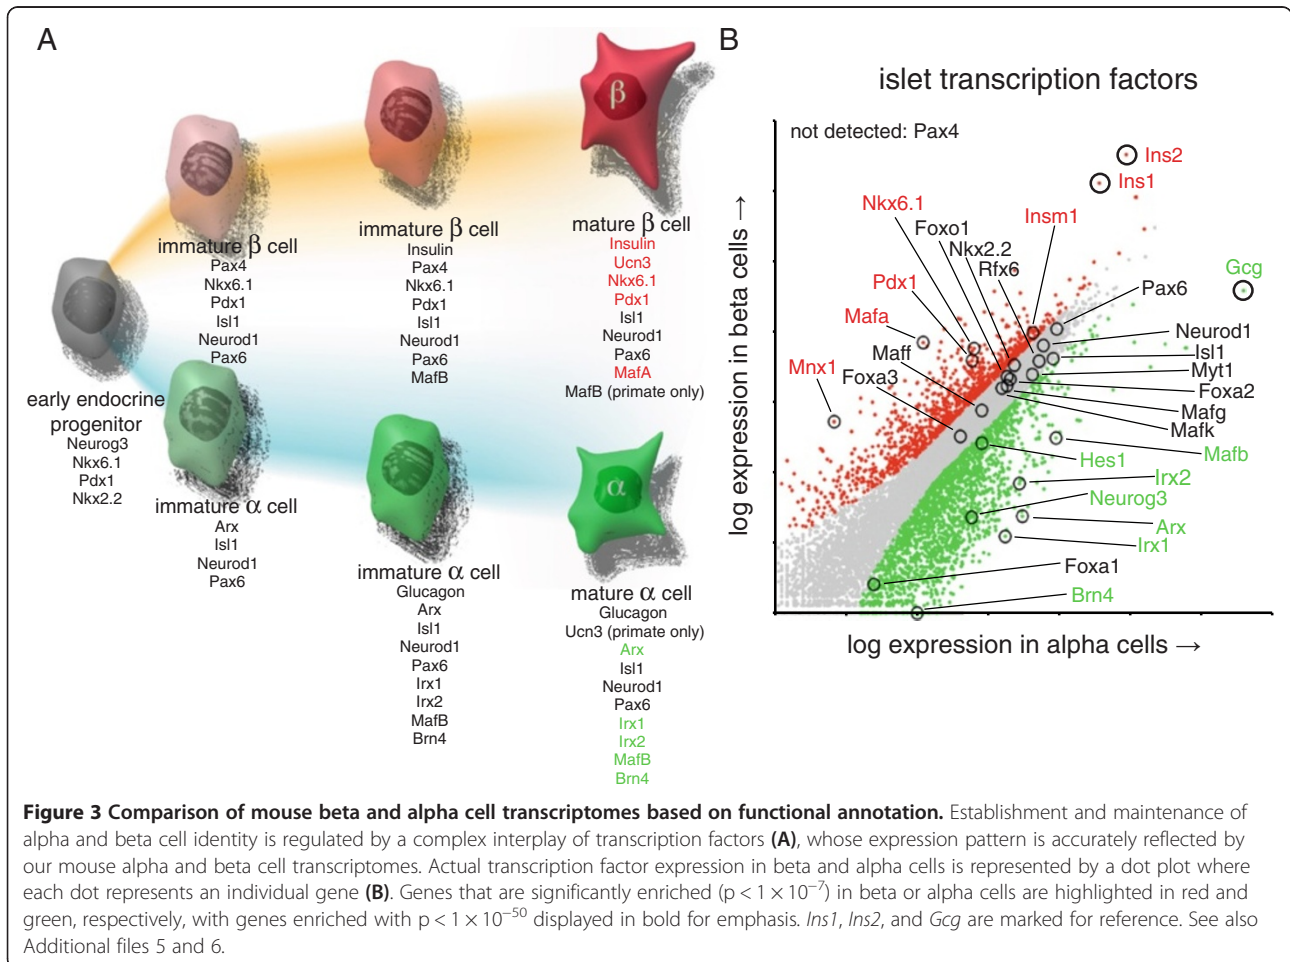 A
β
immature β cell
Pax4
Nkx6.1
Pdx1
Isl1
Neurod1
Pax6
immature β cell
Insulin
Pax4
Nkx6.1
Pdx1
Isl1
Neurod1
Pax6
MafB
mature β cell
Insulin
Ucn3
Nkx6.1
Pdx1
Isl1
Neurod1
Pax6
MafA
MafB (primate only)
early endocrine
progenitor
Neurog3
Nkx6.1
Pdx1
Nkx2.2
immature α cell
Arx
Isl1
Neurod1
Pax6
immature α cell
Glucagon
Arx
Isl1
Neurod1
Pax6
Irx1
Irx2
MafB
Brn4
α
mature α cell
Glucagon
Ucn3 (primate only)
Arx
Isl1
Neurod1
Pax6
Irx1
Irx2
MafB
Brn4
B
islet transcription factors
not detected: Pax4
Ins2
Ins1
Nkx6.1
Foxo1
Insm1
Nkx2.2
Rfx6
Gcg
Pdx1
Pax6
Mafa
Neurod1
Maff
Isl1
Mnx1
Foxa3
Myt1
Foxa2
Mafg
Mafk
Hes1
Mafb
Irx2
Neurog3
Arx
Irx1
Foxa1
Brn4
log expression in beta cells →
log expression in alpha cells →
Figure 3 Comparison of mouse beta and alpha cell transcriptomes based on functional annotation. Establishment and maintenance of
alpha and beta cell identity is regulated by a complex interplay of transcription factors (A), whose expression pattern is accurately reflected by
our mouse alpha and beta cell transcriptomes. Actual transcription factor expression in beta and alpha cells is represented by a dot plot where
each dot represents an individual gene (B). Genes that are significantly enriched (p < 1 × 10⁻⁷) in beta or alpha cells are highlighted in red and
green, respectively, with genes enriched with p < 1 × 10⁻⁵⁰ displayed in bold for emphasis. Ins1, Ins2, and Gcg are marked for reference. See also
Additional files 5 and 6.